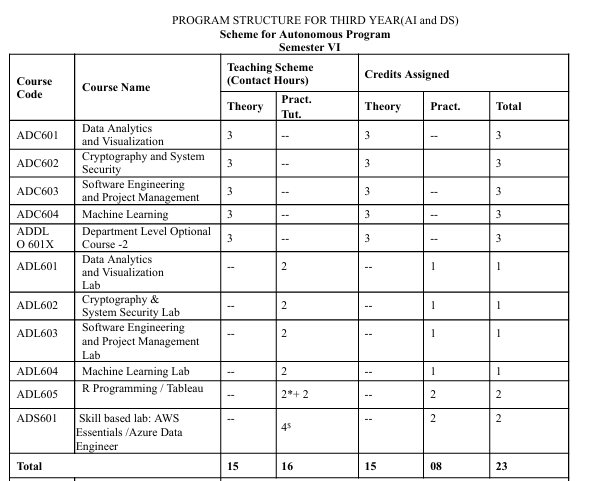 PROGRAM STRUCTURE FOR THIRD YEAR(AI and DS)
Scheme for Autonomous Program
Semester VI
Course Code | Course Name | Teaching Scheme (Contact Hours) | Credits Assigned
Theory | Pract. Tut. | Theory | Pract. | Total
ADC601 | Data Analytics and Visualization | 3 | -- | 3 | -- | 3
ADC602 | Cryptography and System Security | 3 | -- | 3 | | 3
ADC603 | Software Engineering and Project Management | 3 | -- | 3 | -- | 3
ADC604 | Machine Learning | 3 | -- | 3 | -- | 3
ADDL O 601X | Department Level Optional Course -2 | 3 | -- | 3 | -- | 3
ADL601 | Data Analytics and Visualization Lab | -- | 2 | -- | 1 | 1
ADL602 | Cryptography & System Security Lab | -- | 2 | -- | 1 | 1
ADL603 | Software Engineering and Project Management Lab | -- | 2 | -- | 1 | 1
ADL604 | Machine Learning Lab | -- | 2 | -- | 1 | 1
ADL605 | R Programming / Tableau | -- | 2*+ 2 | -- | 2 | 2
ADS601 | Skill based lab: AWS Essentials /Azure Data Engineer | -- | 4$ | -- | 2 | 2
Total | 15 | 16 | 15 | 08 | 23